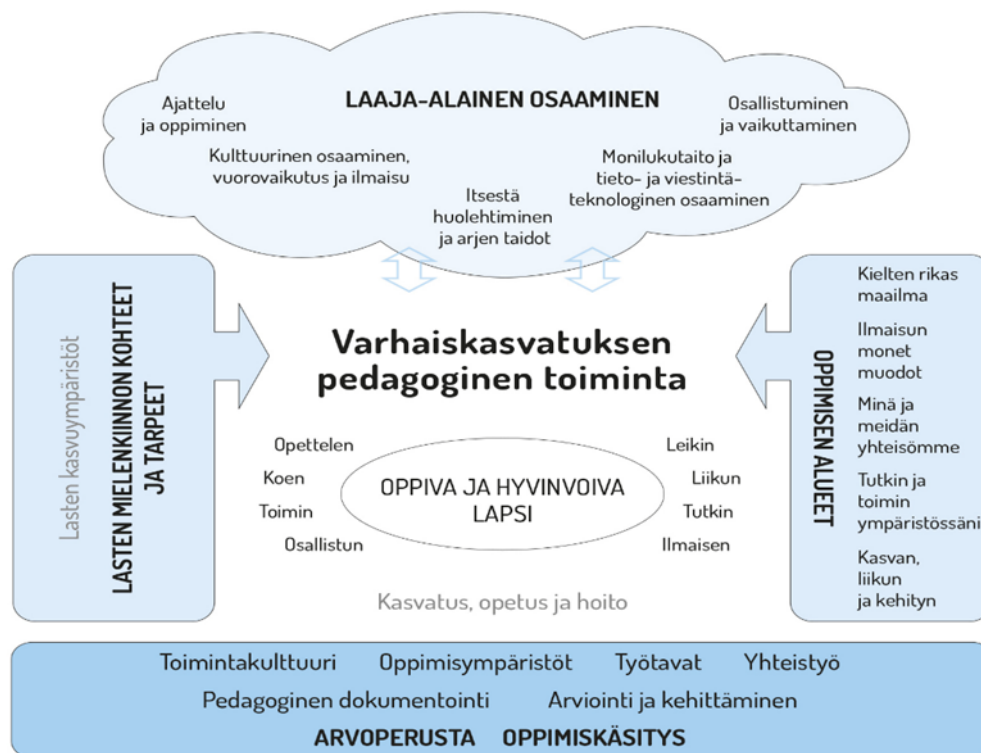 LAAJA-ALAINEN OSAAMINEN
Ajattelu
ja oppiminen
Kulttuurinen osaaminen,
vuorovaikutus ja ilmaisu
Itsestä
huolehtiminen
ja arjen taidot
Monilukutaito ja
tieto- ja viestintä-
teknologinen osaaminen
Osallistuminen
ja vaikuttaminen
Lasten kasvuympäristöt
LASTEN MIELENKIINNON KOHTEET
JA TARPEET
Varhaiskasvatuksen
pedagoginen toiminta
Opettelen
Koen
Toimin
Osallistun
OPPIVA JA HYVINVOIVA
LAPSI
Leikin
Liikun
Tutkin
Ilmaisen
Kasvatus, opetus ja hoito
OPPIMISEN ALUEET
Kielten rikas
maailma
Ilmaisun
monet
muodot
Minä ja
meidän
yhteisömme
Tutkin ja
toimin
ympäristössäni
Kasvan,
liikun
ja kehityn
Toimintakulttuuri Oppimisympäristöt Työtavat Yhteistyö
Pedagoginen dokumentointi Arviointi ja kehittäminen
ARVOPERUSTA OPPIMISKÄSITYS